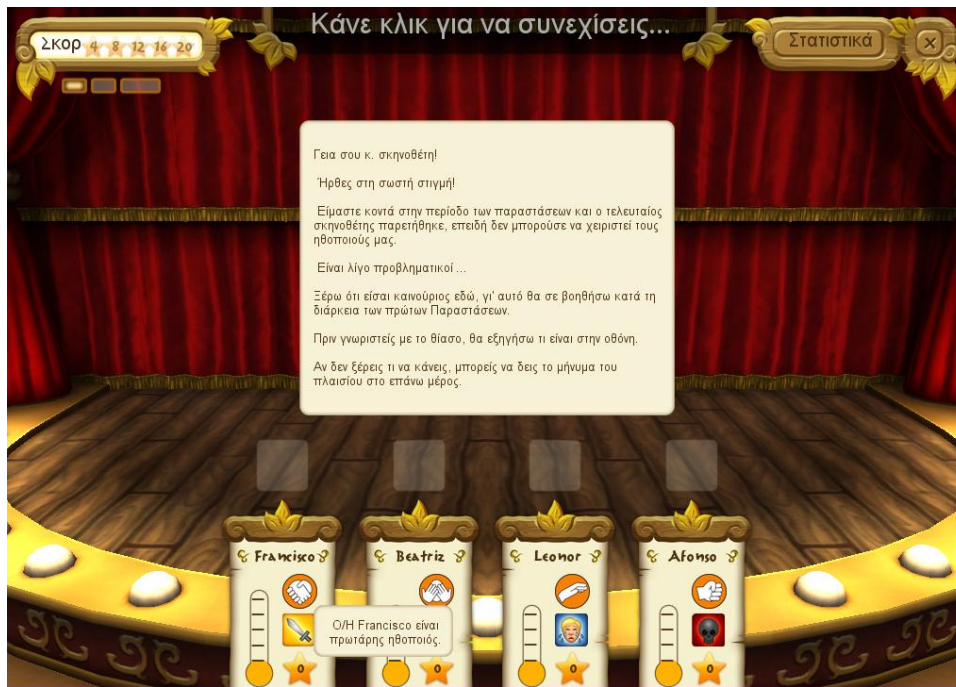 Κάνε κλικ για να συνεχίσεις...
Σκορ 4 8 12 16 20
Στατιστικά
x
Γεια σου κ. σκηνοθέτη!
Ήρθες στη σωστή στιγμή!
Είμαστε κοντά στην περίοδο των παραστάσεων και ο τελευταίος
σκηνοθέτης παρετήθηκε, επειδή δεν μπορούσε να χειριστεί τους
ηθοποιούς μας.
Είναι λίγο προβληματικοί ...
Ξέρω ότι είσαι καινούριος εδώ, γι' αυτό θα σε βοηθήσω κατά τη
διάρκεια των πρώτων Παραστάσεων.
Πριν γνωριστείς με το θίασο, θα εξηγήσω τι είναι στην οθόνη.
Αν δεν ξέρεις τι να κάνεις, μπορείς να δεις το μήνυμα του
πλαισίου στο επάνω μέρος.
Francisco
Beatriz
Leonor
Afonso
Ο/Η Francisco είναι
πρωτάρης ηθοποιός.
0
0
0
0